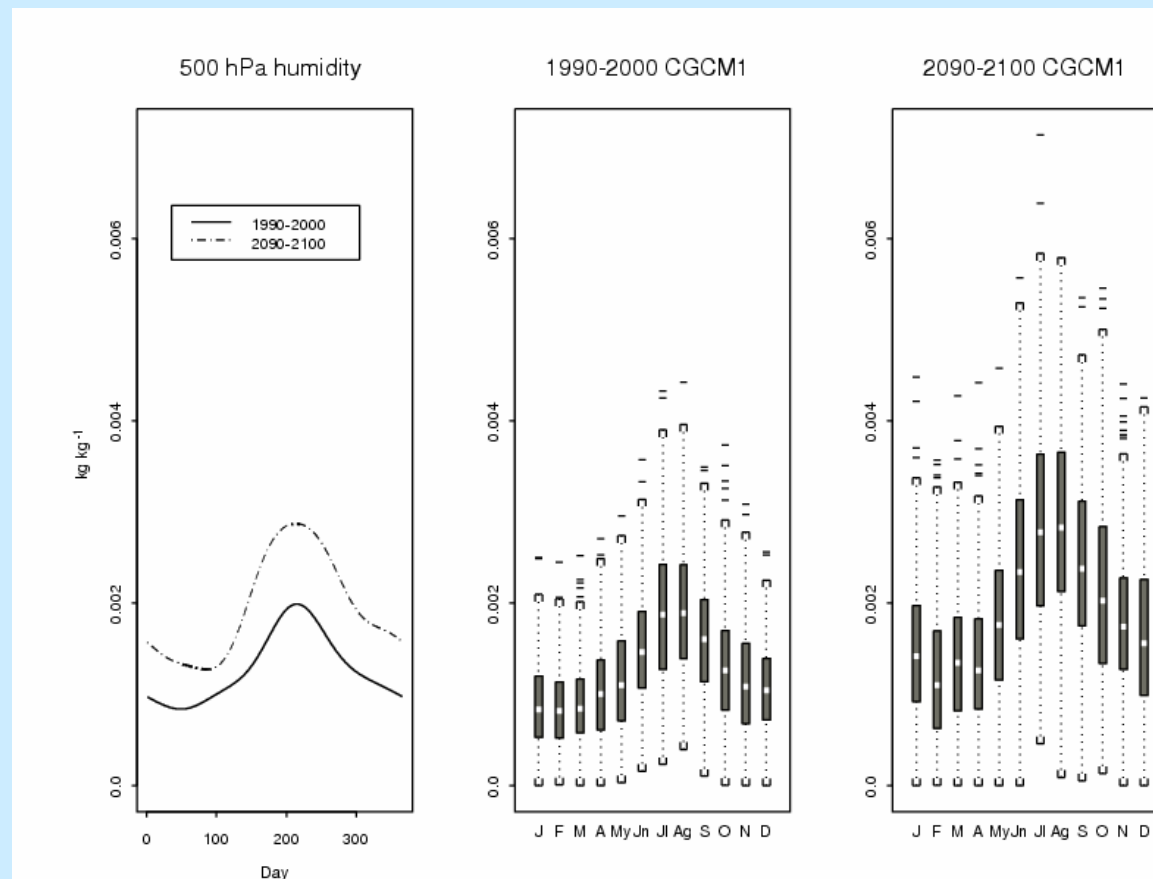 500 hPa humidity
1990-2000 CGCM1
2090-2100 CGCM1
1990-2000
2090-2100
kg kg⁻¹
0.006
0.004
0.002
0.0
0 100 200 300
Day
0.006
0.004
0.002
0.0
J F M A My Jn Jl Ag S O N D
0.006
0.004
0.002
0.0
J F M A My Jn Jl Ag S O N D